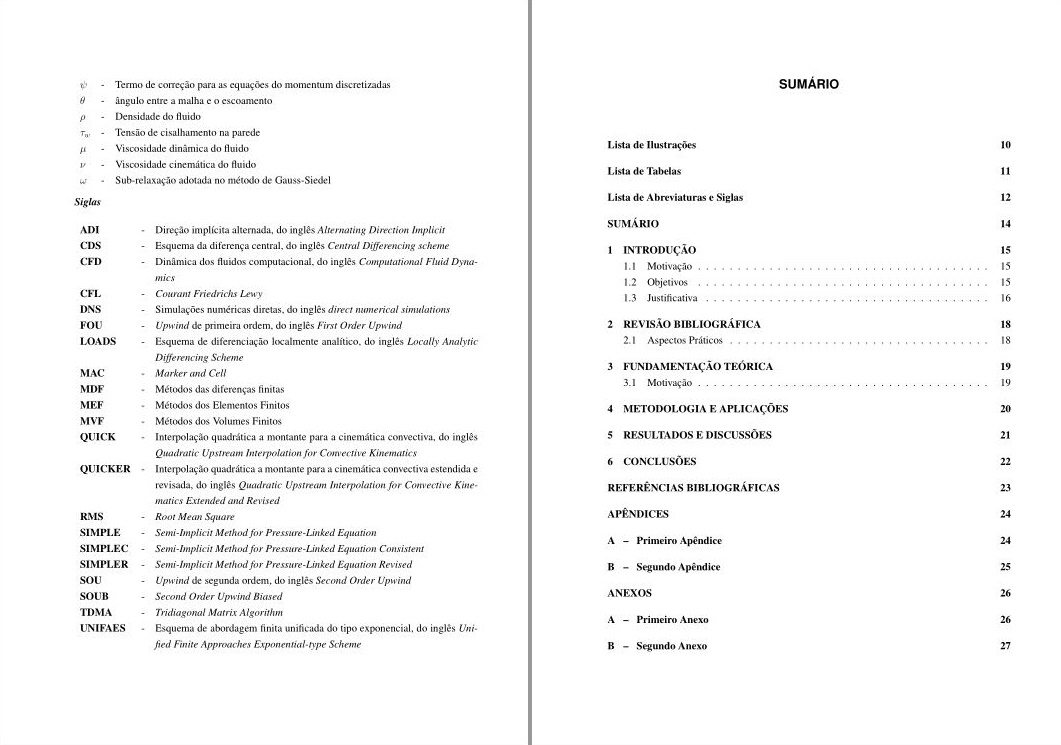 ψ - Termo de correção para as equações do momentum discretizadas
θ - ângulo entre a malha e o escoamento
ρ - Densidade do fluido
τw - Tensão de cisalhamento na parede
μ - Viscosidade dinâmica do fluido
ν - Viscosidade cinemática do fluido
ω - Sub-relaxação adotada no método de Gauss-Siedel
Siglas
ADI - Direção implícita alternada, do inglês Alternating Direction Implicit
CDS - Esquema da diferença central, do inglês Central Differencing scheme
CFD - Dinâmica dos fluidos computacional, do inglês Computational Fluid Dyna-
mics
CFL - Courant Friedrichs Lewy
DNS - Simulações numéricas diretas, do inglês direct numerical simulations
FOU - Upwind de primeira ordem, do inglês First Order Upwind
LOADS - Esquema de diferenciação localmente analítico, do inglês Locally Analytic
Differencing Scheme
MAC - Marker and Cell
MDF - Métodos das diferenças finitas
MEF - Métodos dos Elementos Finitos
MVF - Métodos dos Volumes Finitos
QUICK - Interpolação quadrática a montante para a cinemática convectiva, do inglês
Quadratic Upstream Interpolation for Convective Kinematics
QUICKER - Interpolação quadrática a montante para a cinemática convectiva estendida e
revisada, do inglês Quadratic Upstream Interpolation for Convective Kine-
matics Extended and Revised
RMS - Root Mean Square
SIMPLE - Semi-Implicit Method for Pressure-Linked Equation
SIMPLEC - Semi-Implicit Method for Pressure-Linked Equation Consistent
SIMPLER - Semi-Implicit Method for Pressure-Linked Equation Revised
SOU - Upwind de segunda ordem, do inglês Second Order Upwind
SOUB - Second Order Upwind Biased
TDMA - Tridiagonal Matrix Algorithm
UNIFAES - Esquema de abordagem finita unificada do tipo exponencial, do inglês Uni-
fied Finite Approaches Exponential-type Scheme
SUMÁRIO
Lista de Ilustrações 10
Lista de Tabelas 11
Lista de Abreviaturas e Siglas 12
SUMÁRIO 14
1 INTRODUÇÃO 15
1.1 Motivação . . . . . . . . . . . . . . . . . . . . . . . . . . . . . . 15
1.2 Objetivos . . . . . . . . . . . . . . . . . . . . . . . . . . . . . . 15
1.3 Justificativa . . . . . . . . . . . . . . . . . . . . . . . . . . . . . 16
2 REVISÃO BIBLIOGRÁFICA 18
2.1 Aspectos Práticos . . . . . . . . . . . . . . . . . . . . . . . . . . . 18
3 FUNDAMENTAÇÃO TEÓRICA 19
3.1 Motivação . . . . . . . . . . . . . . . . . . . . . . . . . . . . . . 19
4 METODOLOGIA E APLICAÇÕES 20
5 RESULTADOS E DISCUSSÕES 21
6 CONCLUSÕES 22
REFERÊNCIAS BIBLIOGRÁFICAS 23
APÊNDICES 24
A – Primeiro Apêndice 24
B – Segundo Apêndice 25
ANEXOS 26
A – Primeiro Anexo 26
B – Segundo Anexo 27